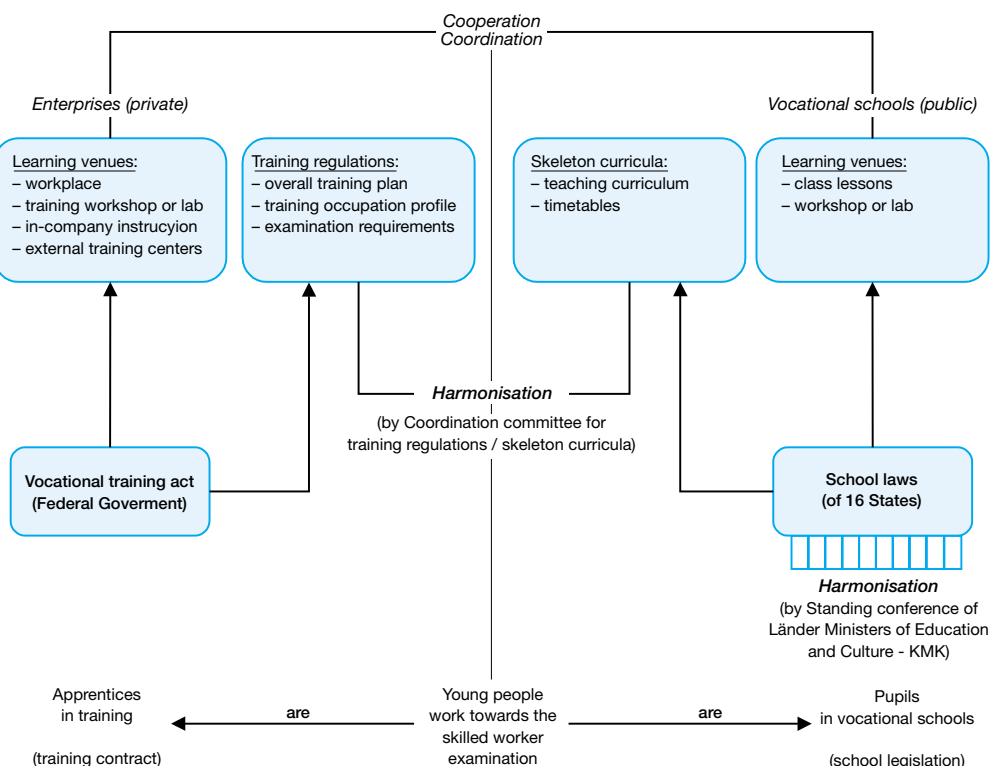 Cooperation
Coordination
Enterprises (private)
Vocational schools (public)
Learning venues:
– workplace
– training workshop or lab
– in-company instrucyion
– external training centers
Training regulations:
– overall training plan
– training occupation profile
– examination requirements
Skeleton curricula:
– teaching curriculum
– timetables
Learning venues:
– class lessons
– workshop or lab
Harmonisation
(by Coordination committee for
training regulations / skeleton curricula)
Vocational training act
(Federal Goverment)
School laws
(of 16 States)
Harmonisation
(by Standing conference of
Länder Ministers of Education
and Culture - KMK)
Apprentices
in training
(training contract)
are
Young people
work towards the
skilled worker
examination
are
Pupils
in vocational schools
(school legislation)